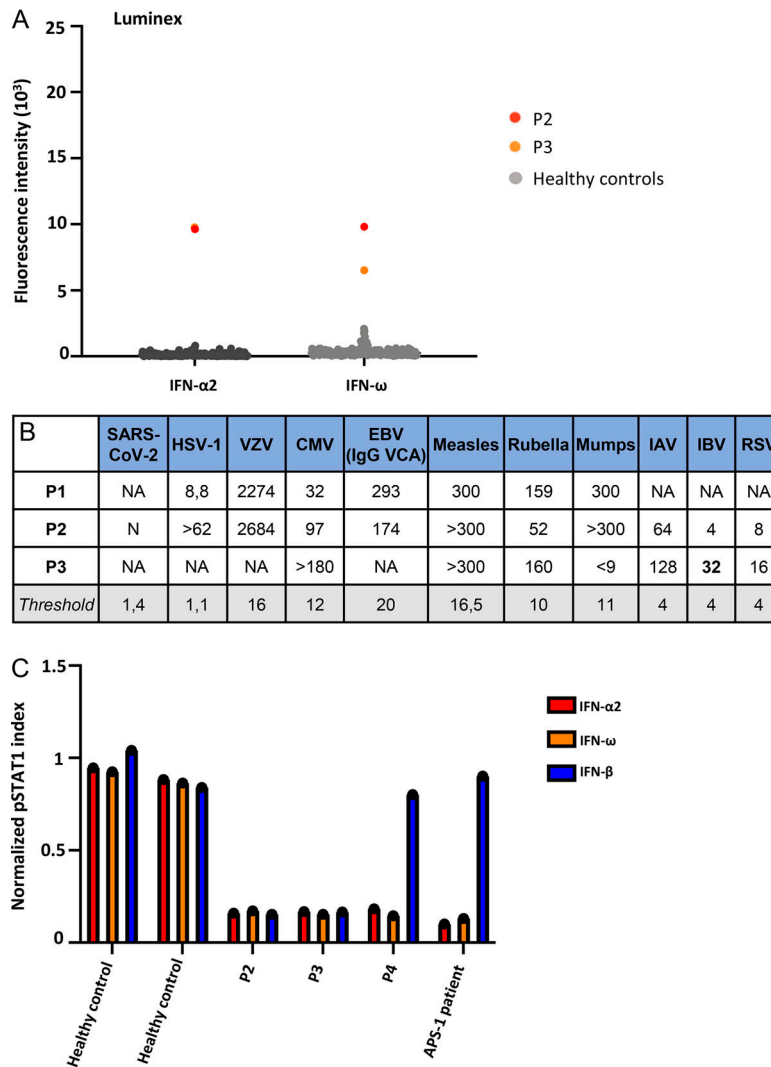 A
Luminex
Fluorescence intensity (10³)
25
20
15
10
5
0
IFN-α2
IFN-ω
P2
P3
Healthy controls
B
SARS-CoV-2 HSV-1 VZV CMV EBV (IgG VCA) Measles Rubella Mumps IAV IBV RSV
P1 NA 8,8 2274 32 293 300 159 300 NA NA NA
P2 N >62 2684 97 174 >300 52 >300 64 4 8
P3 NA NA NA >180 NA >300 160 <9 128 32 16
Threshold 1,4 1,1 16 12 20 16,5 10 11 4 4 4
C
Normalized pSTAT1 index
1.5
1
0.5
0
Healthy control
Healthy control
P2
P3
P4
APS-1 patient
IFN-α2
IFN-ω
IFN-β